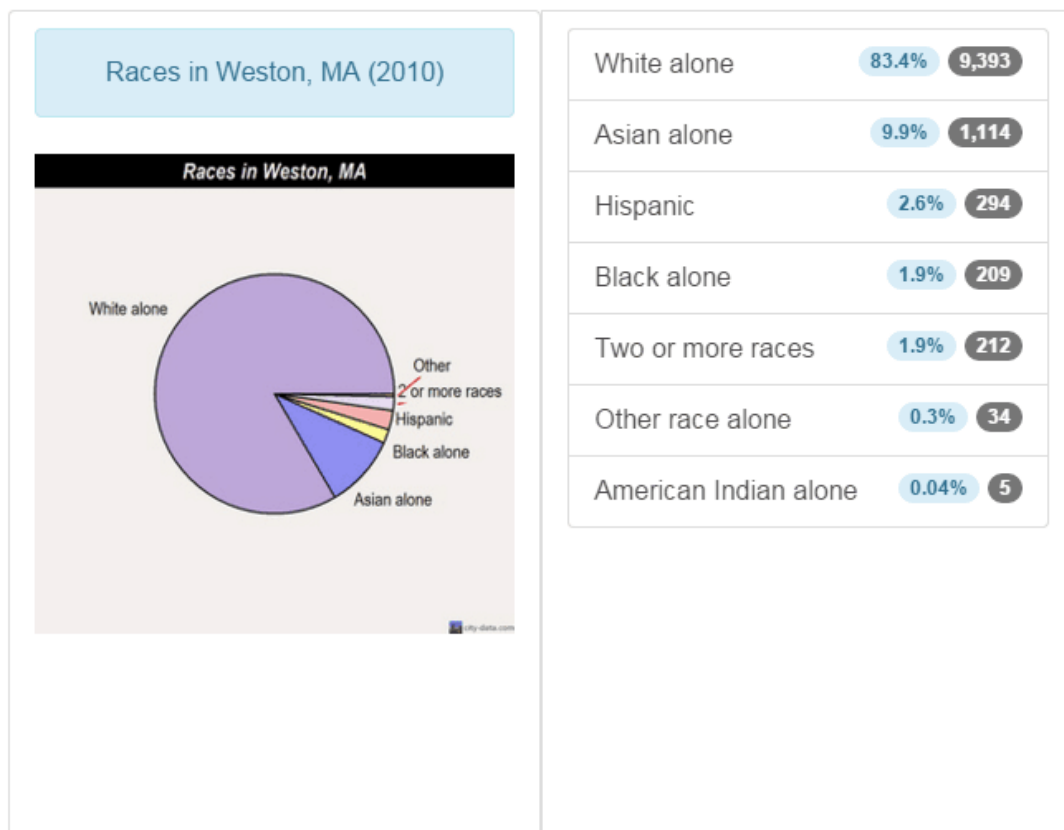 Races in Weston, MA (2010)
Races in Weston, MA
White alone
Other
2 or more races
Hispanic
Black alone
Asian alone
city-data.com
White alone 83.4% 9,393
Asian alone 9.9% 1,114
Hispanic 2.6% 294
Black alone 1.9% 209
Two or more races 1.9% 212
Other race alone 0.3% 34
American Indian alone 0.04% 5